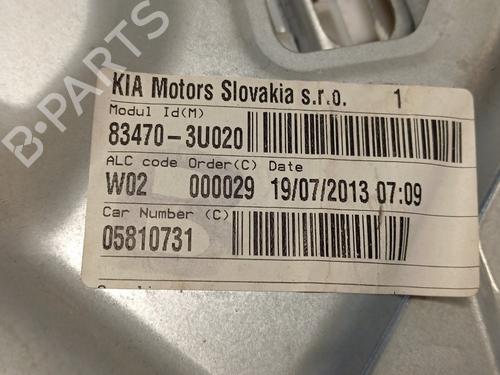 B-PARTS
KIA Motors Slovakia s.r.o. 1
Modul Id(M)
83470-3U020
ALC code Order(C) Date
W02 000029 19/07/2013 07:09
Car Number (C)
05810731